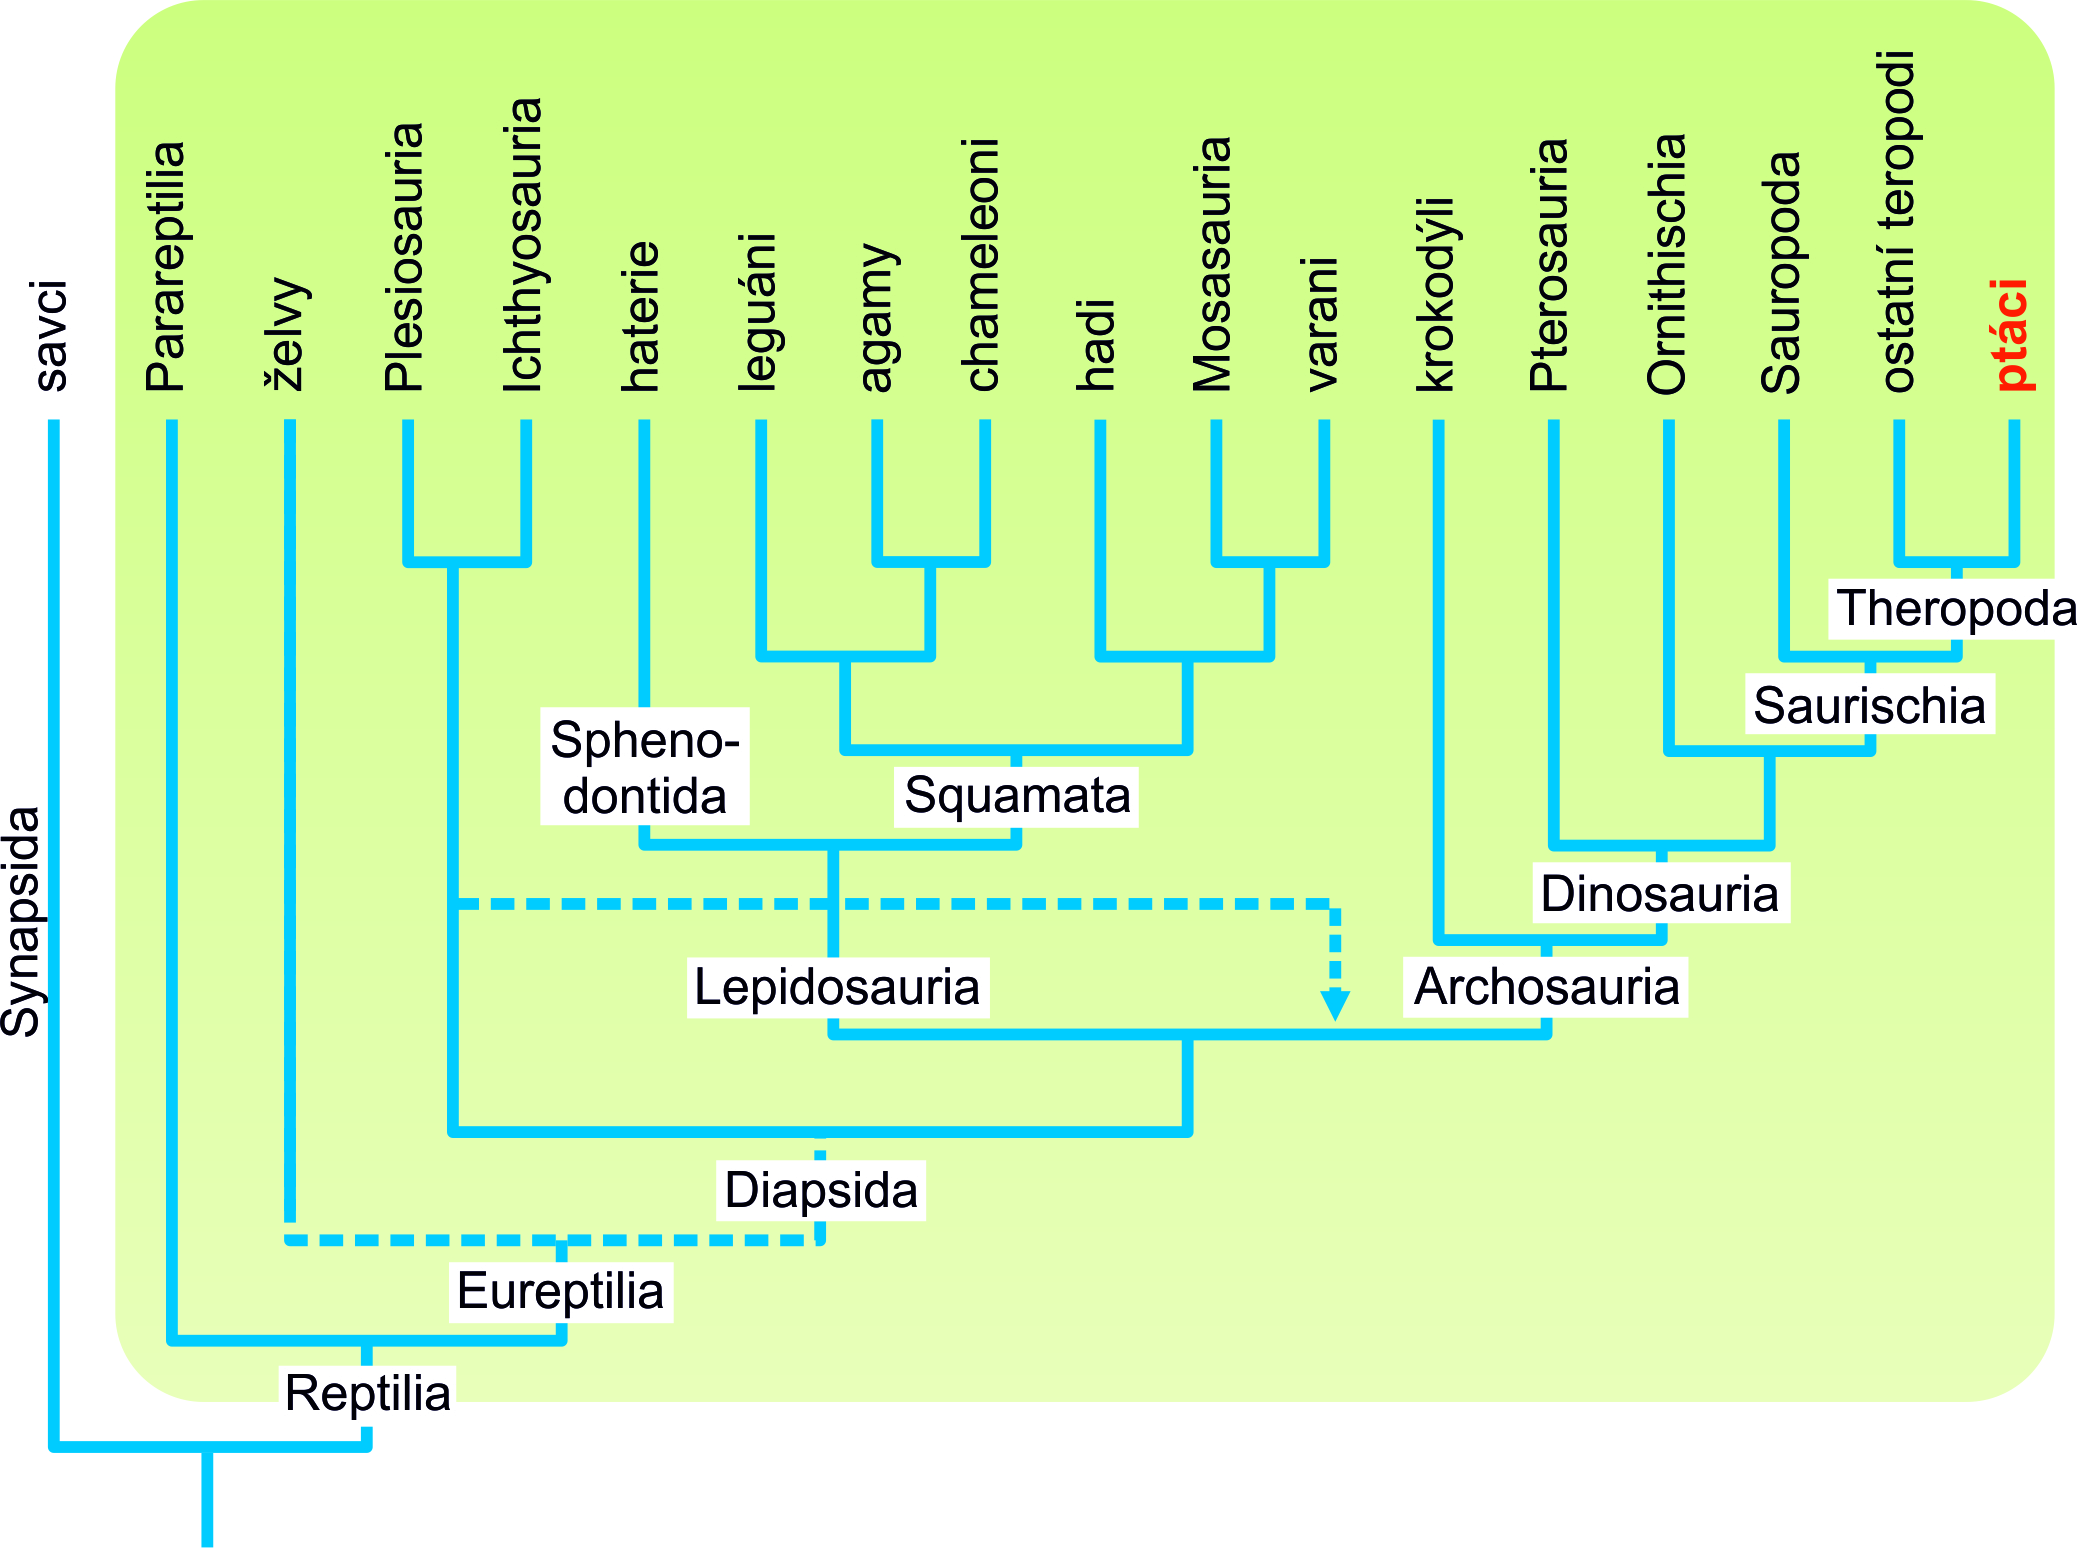 savci
Parareptilia
želvy
Plesiosauria
Ichthyosauria
haterie
leguáni
agamy
chameleoni
hadi
Mosasauria
varani
krokodýli
Pterosauria
Ornithischia
Sauropoda
ostatní teropodi
ptáci
Theropoda
Saurischia
Spheno-
dontida
Squamata
Synapsida
Dinosauria
Lepidosauria
Archosauria
Diapsida
Eureptilia
Reptilia